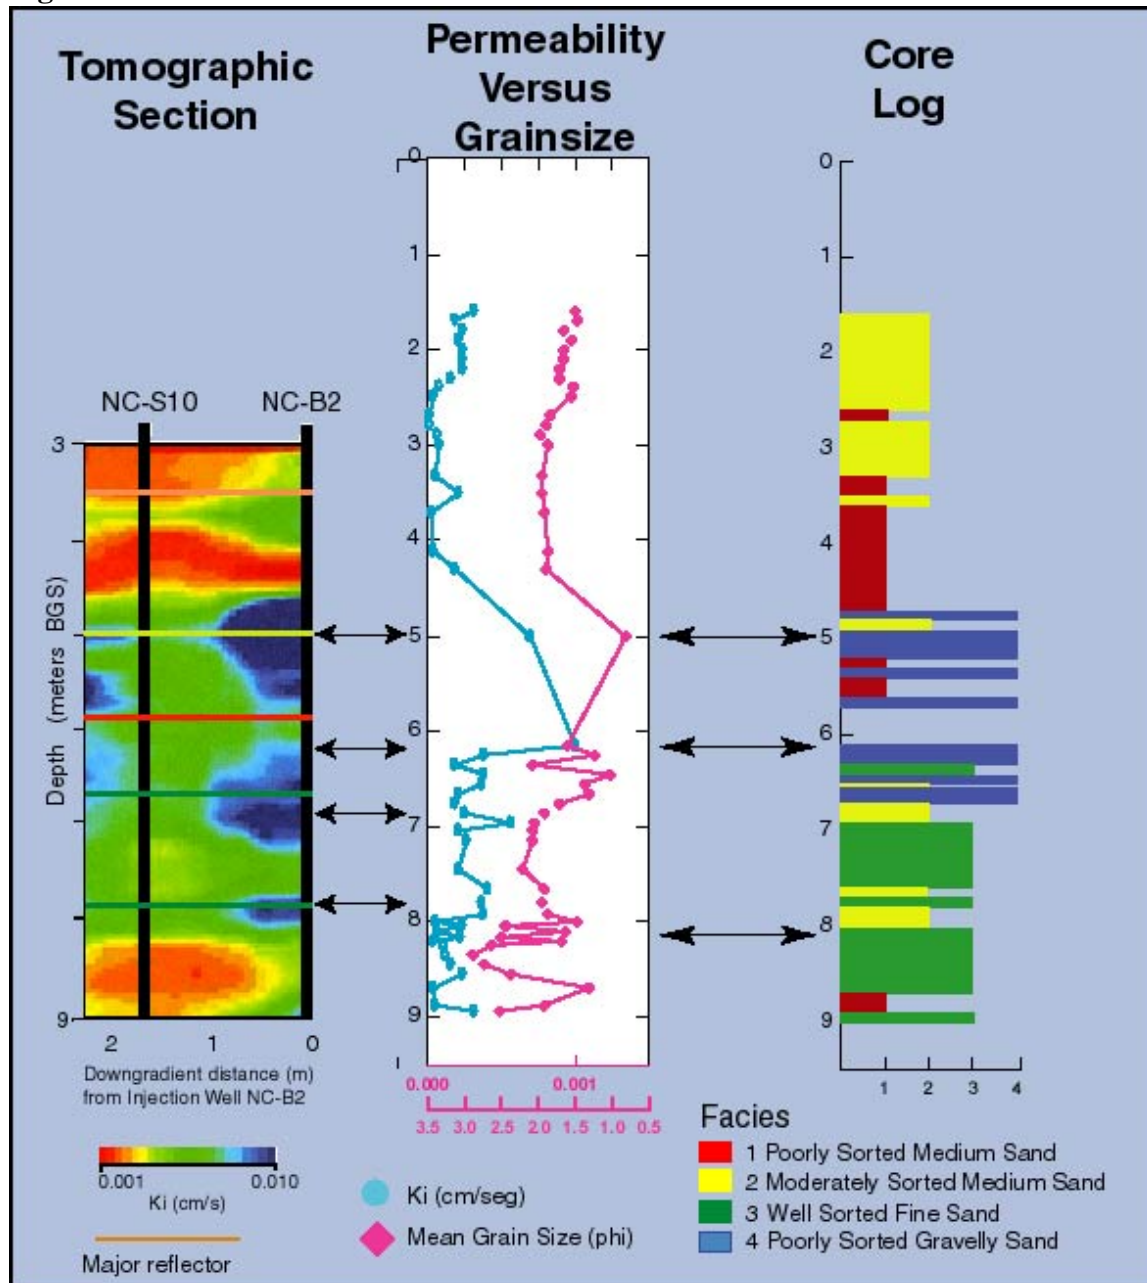 Tomographic
Section
Permeability
Versus
Grainsize
Core
Log
NC-S10
NC-B2
3
9
Depth (meters BGS)
2
1
0
Downgradient distance (m)
from Injection Well NC-B2
0.001
0.010
Ki (cm/s)
Major reflector
0
1
2
3
4
5
6
7
8
9
0.000
0.001
3.5 3.0 2.5 2.0 1.5 1.0 0.5
Ki (cm/seg)
Mean Grain Size (phi)
0
1
2
3
4
5
6
7
8
9
1 2 3 4
Facies
1 Poorly Sorted Medium Sand
2 Moderately Sorted Medium Sand
3 Well Sorted Fine Sand
4 Poorly Sorted Gravelly Sand